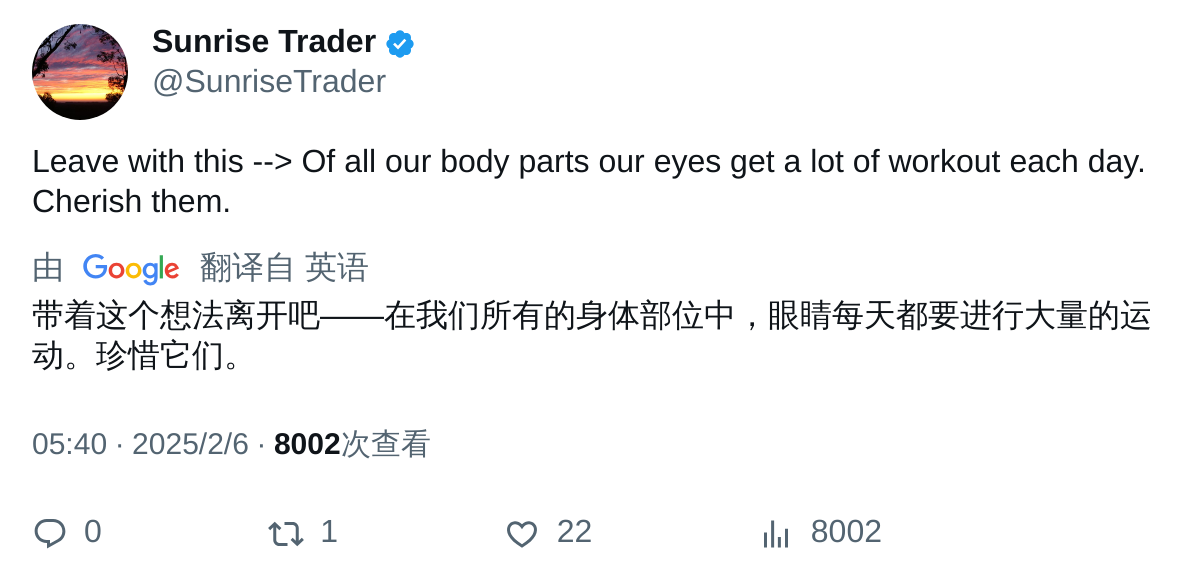 Sunrise Trader
@SunriseTrader
Leave with this --> Of all our body parts our eyes get a lot of workout each day.
Cherish them.
由 Google 翻译自 英语
带着这个想法离开吧——在我们所有的身体部位中，眼睛每天都要进行大量的运
动。珍惜它们。
05:40 · 2025/2/6 · 8002次查看
0 1 22 8002